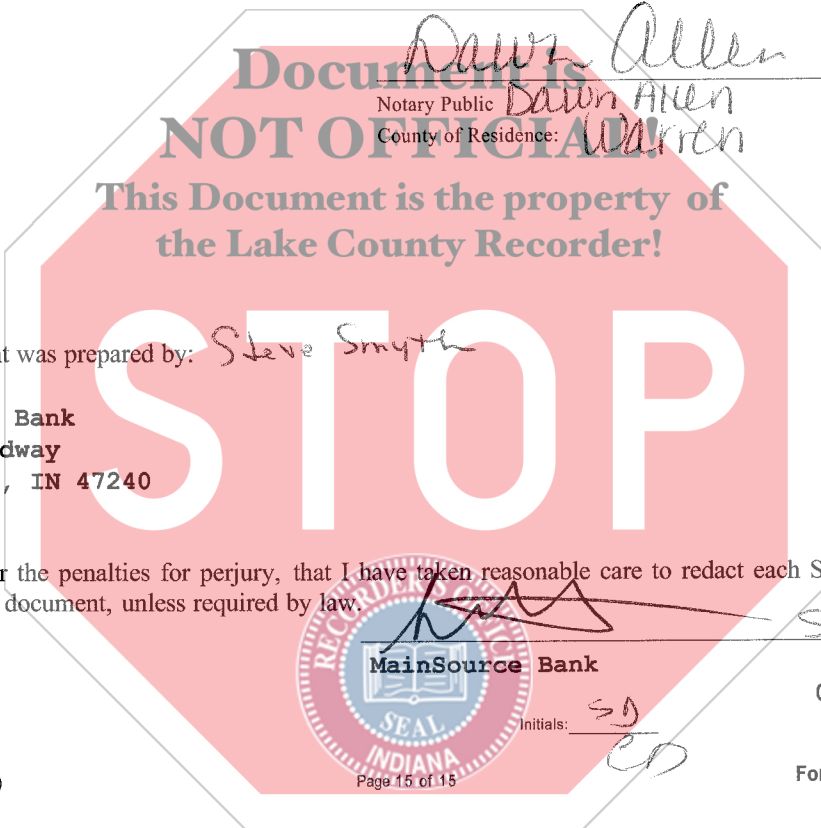 Dawn Allen
Document is
Notary Public Dawn Allen
NOT OFFICIAL!
County of Residence: Warren
This Document is the property of
the Lake County Recorder!
t was prepared by: Steve Smyth
STOP
Bank
dway
, IN 47240
r the penalties for perjury, that I have taken reasonable care to redact each S
document, unless required by law.
RECORDER'S OFFICE
MainSource Bank
SEAL
Initials: SD
CD
INDIANA
Page 15 of 15
For